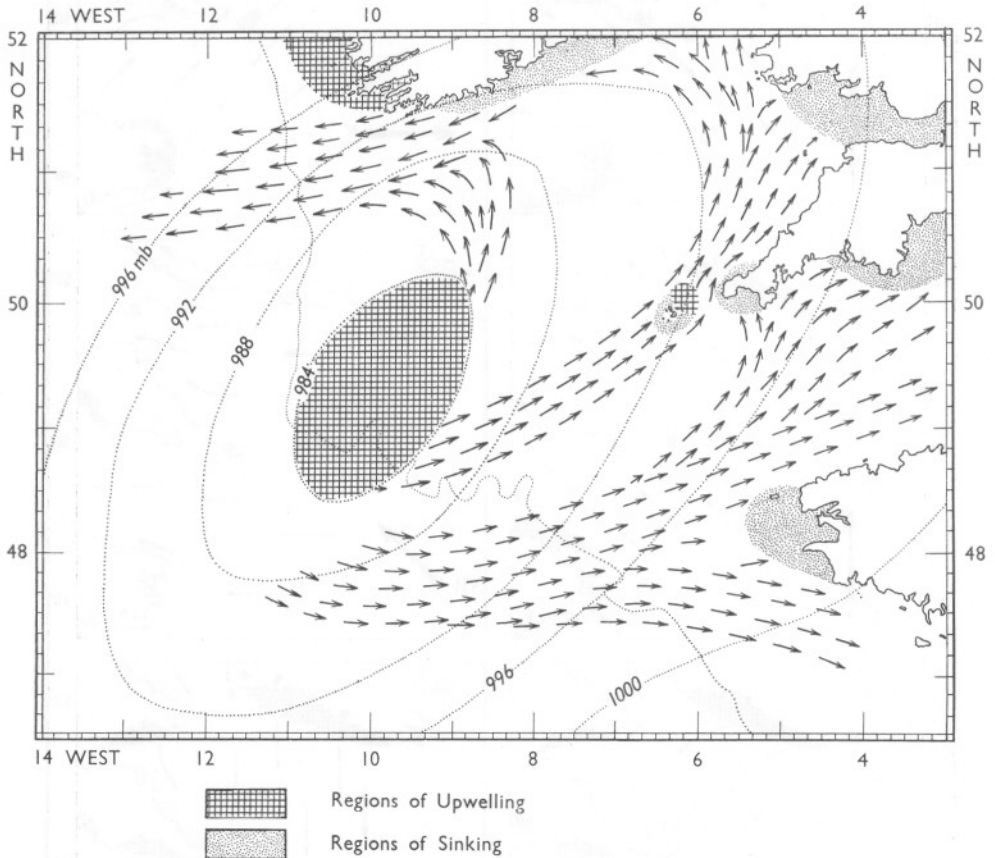 14 WEST 12 10 8 6 4
52 52
NORTH NORTH
996 mb
992
988
984
50 50
48 48
996
1000
14 WEST 12 10 8 6 4
Regions of Upwelling
Regions of Sinking